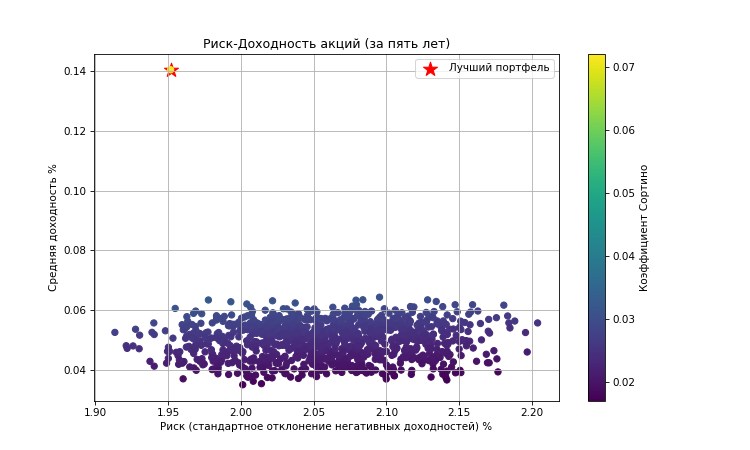 Риск-Доходность акций (за пять лет)
Лучший портфель
Средняя доходность %
0.14
0.12
0.10
0.08
0.06
0.04
1.90 1.95 2.00 2.05 2.10 2.15 2.20
Риск (стандартное отклонение негативных доходностей) %
0.07
0.06
0.05
0.04
0.03
0.02
Коэффициент Сортино